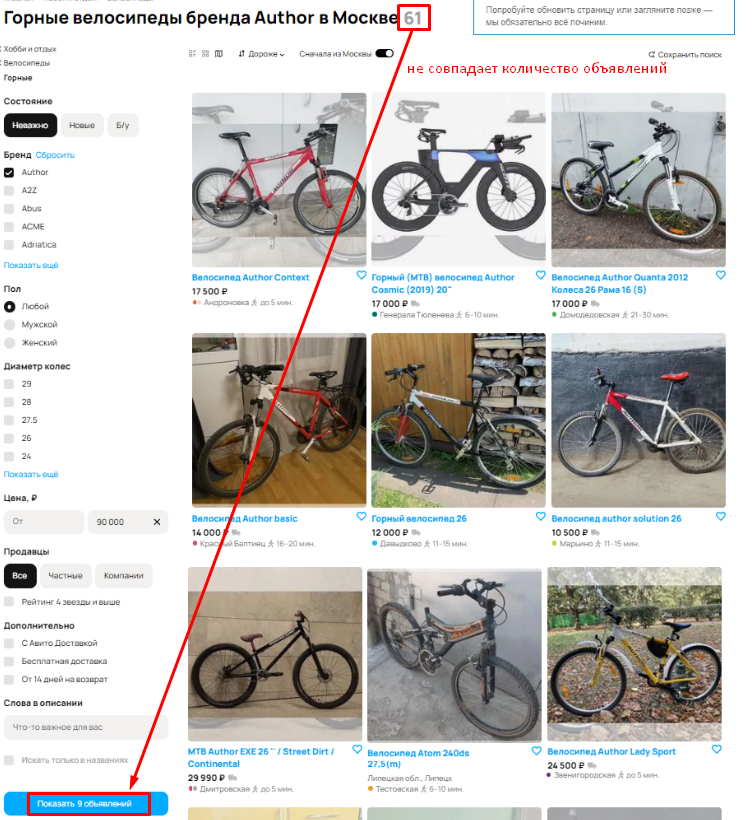 Горные велосипеды бренда Author в Москве 61
Попробуйте обновить страницу или загляните позже —
мы обязательно всё починим.
Хобби и отдых
Велосипеды
Горные
Дороже
Сначала из Москвы
Сохранить поиск
не совпадает количество объявлений
Состояние
Неважно
Новые
Б/у
Бренд Сбросить
Author
A2Z
Abus
ACME
Adriatica
Показать ещё
Пол
Любой
Мужской
Женский
Диаметр колес
29
28
27.5
26
24
Показать ещё
Цена, ₽
От
90 000
Продавцы
Все
Частные
Компании
Рейтинг 4 звезды и выше
Дополнительно
С Авито Доставкой
Бесплатная доставка
От 14 дней на возврат
Слова в описании
Что-то важное для вас
Искать только в названиях
Показать 9 объявлений
Велосипед Author Context
17 500 ₽
Андроновка до 5 мин.
Горный (MTB) велосипед Author
Cosmic (2019) 20"
17 000 ₽
Генерала Тюленева 6–10 мин.
Велосипед Author Quanta 2012
Колеса 26 Рама 16 (S)
17 000 ₽
Домодедовская 21–30 мин.
Велосипед Author basic
14 000 ₽
Красный Балтиец 16–20 мин.
Горный велосипед 26
12 000 ₽
Давыдково 11–15 мин.
Велосипед author solution 26
10 500 ₽
Марьино 11–15 мин.
MTB Author EXE 26 '' / Street Dirt /
Continental
29 990 ₽
Дмитровская до 5 мин.
Велосипед Atom 240ds
27.5(m)
Липецкая обл., Липецк
Тестовская 6–10 мин.
Велосипед Author Lady Sport
24 500 ₽
Звенигородская до 5 мин.